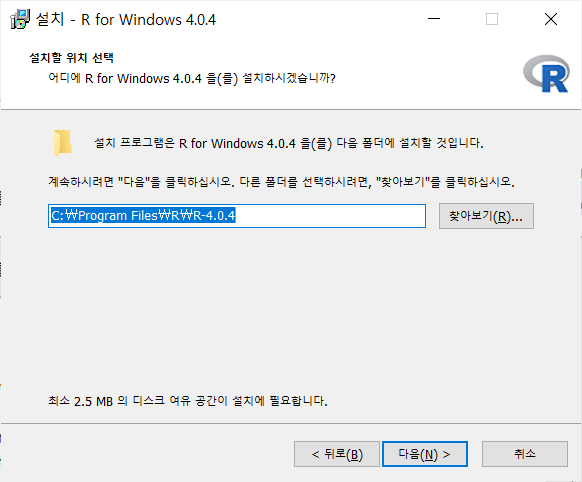 설치 - R for Windows 4.0.4
설치할 위치 선택
어디에 R for Windows 4.0.4 을(를) 설치하시겠습니까?
R
설치 프로그램은 R for Windows 4.0.4 을(를) 다음 폴더에 설치할 것입니다.
계속하시려면 "다음"을 클릭하십시오. 다른 폴더를 선택하시려면, "찾아보기"를 클릭하십시오.
C:₩Program Files₩R₩R-4.0.4
찾아보기(R)...
최소 2.5 MB 의 디스크 여유 공간이 설치에 필요합니다.
< 뒤로(B)
다음(N) >
취소